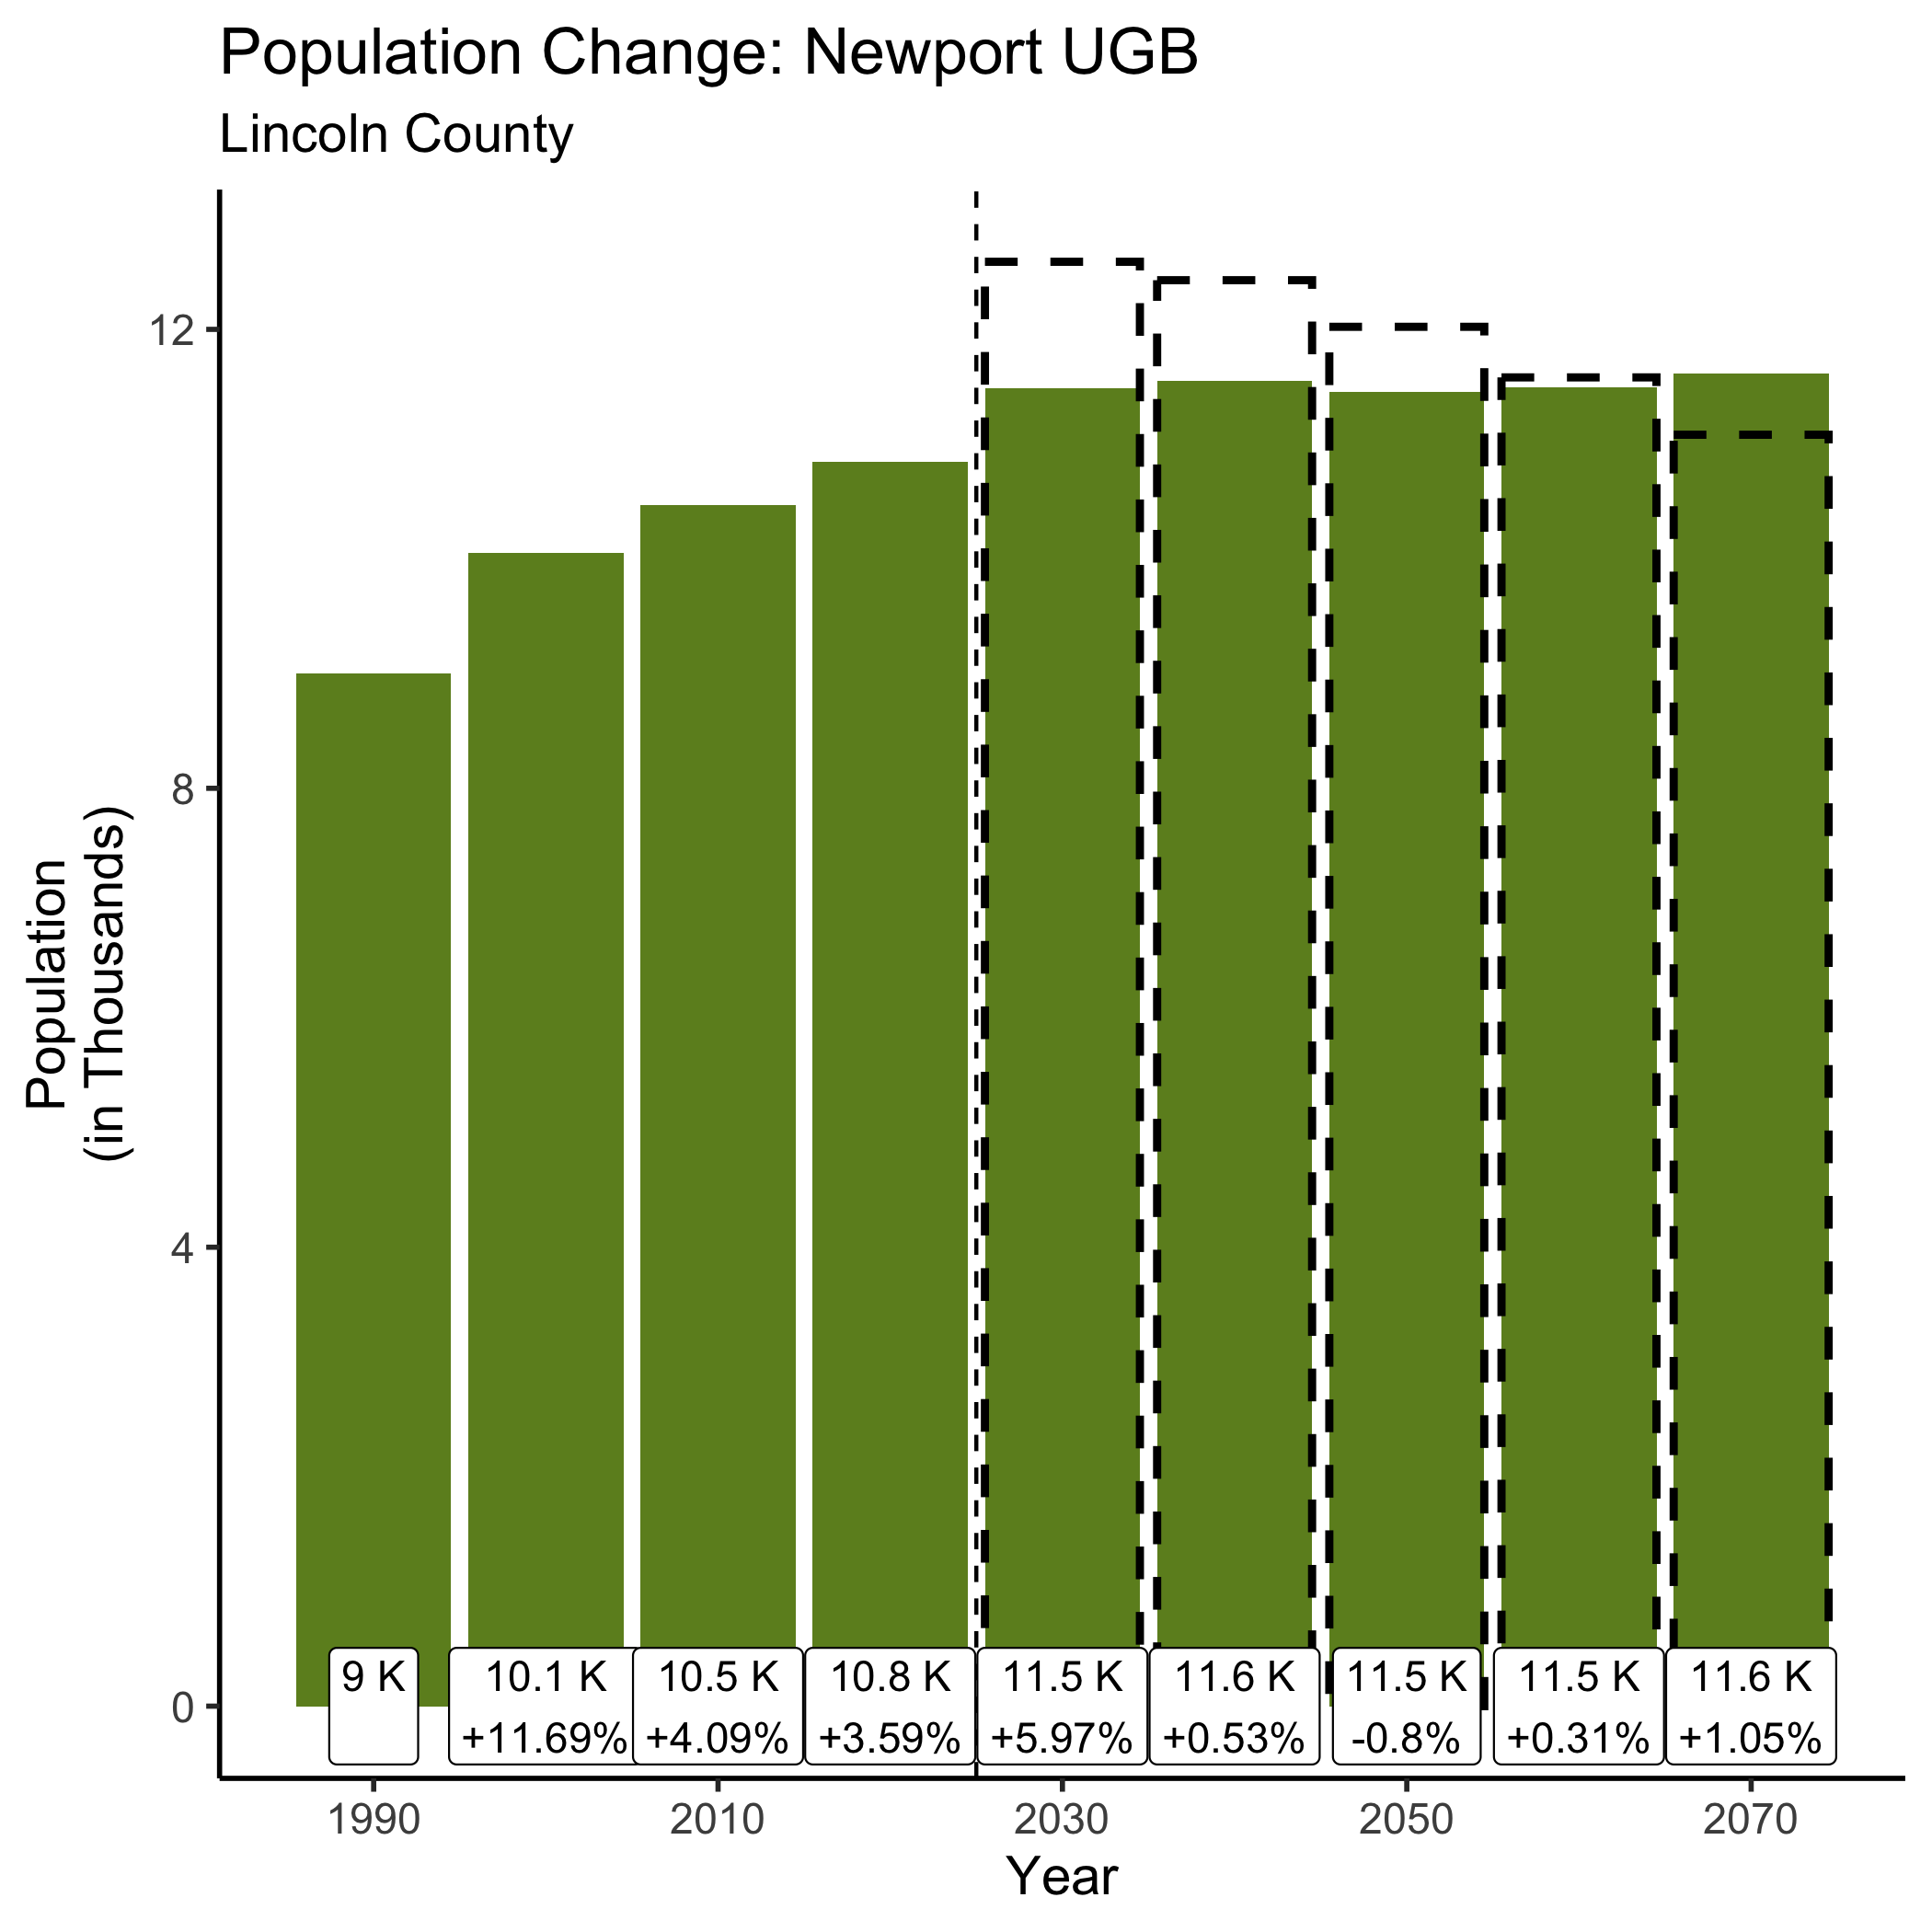 Population Change: Newport UGB
Lincoln County
12
8
4
0
Population
(in Thousands)
9 K
10.1 K
+11.69%
10.5 K
+4.09%
10.8 K
+3.59%
11.5 K
+5.97%
11.6 K
+0.53%
11.5 K
-0.8%
11.5 K
+0.31%
11.6 K
+1.05%
1990
2010
2030
2050
2070
Year